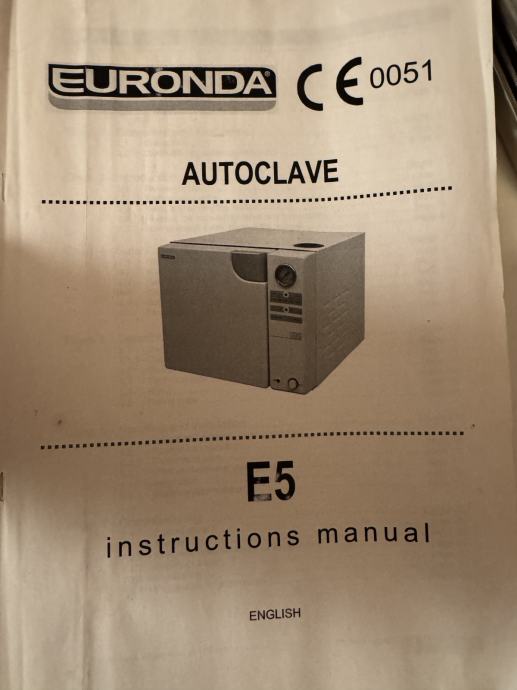 EURONDA® CE 0051
AUTOCLAVE
E5
instructions manual
ENGLISH